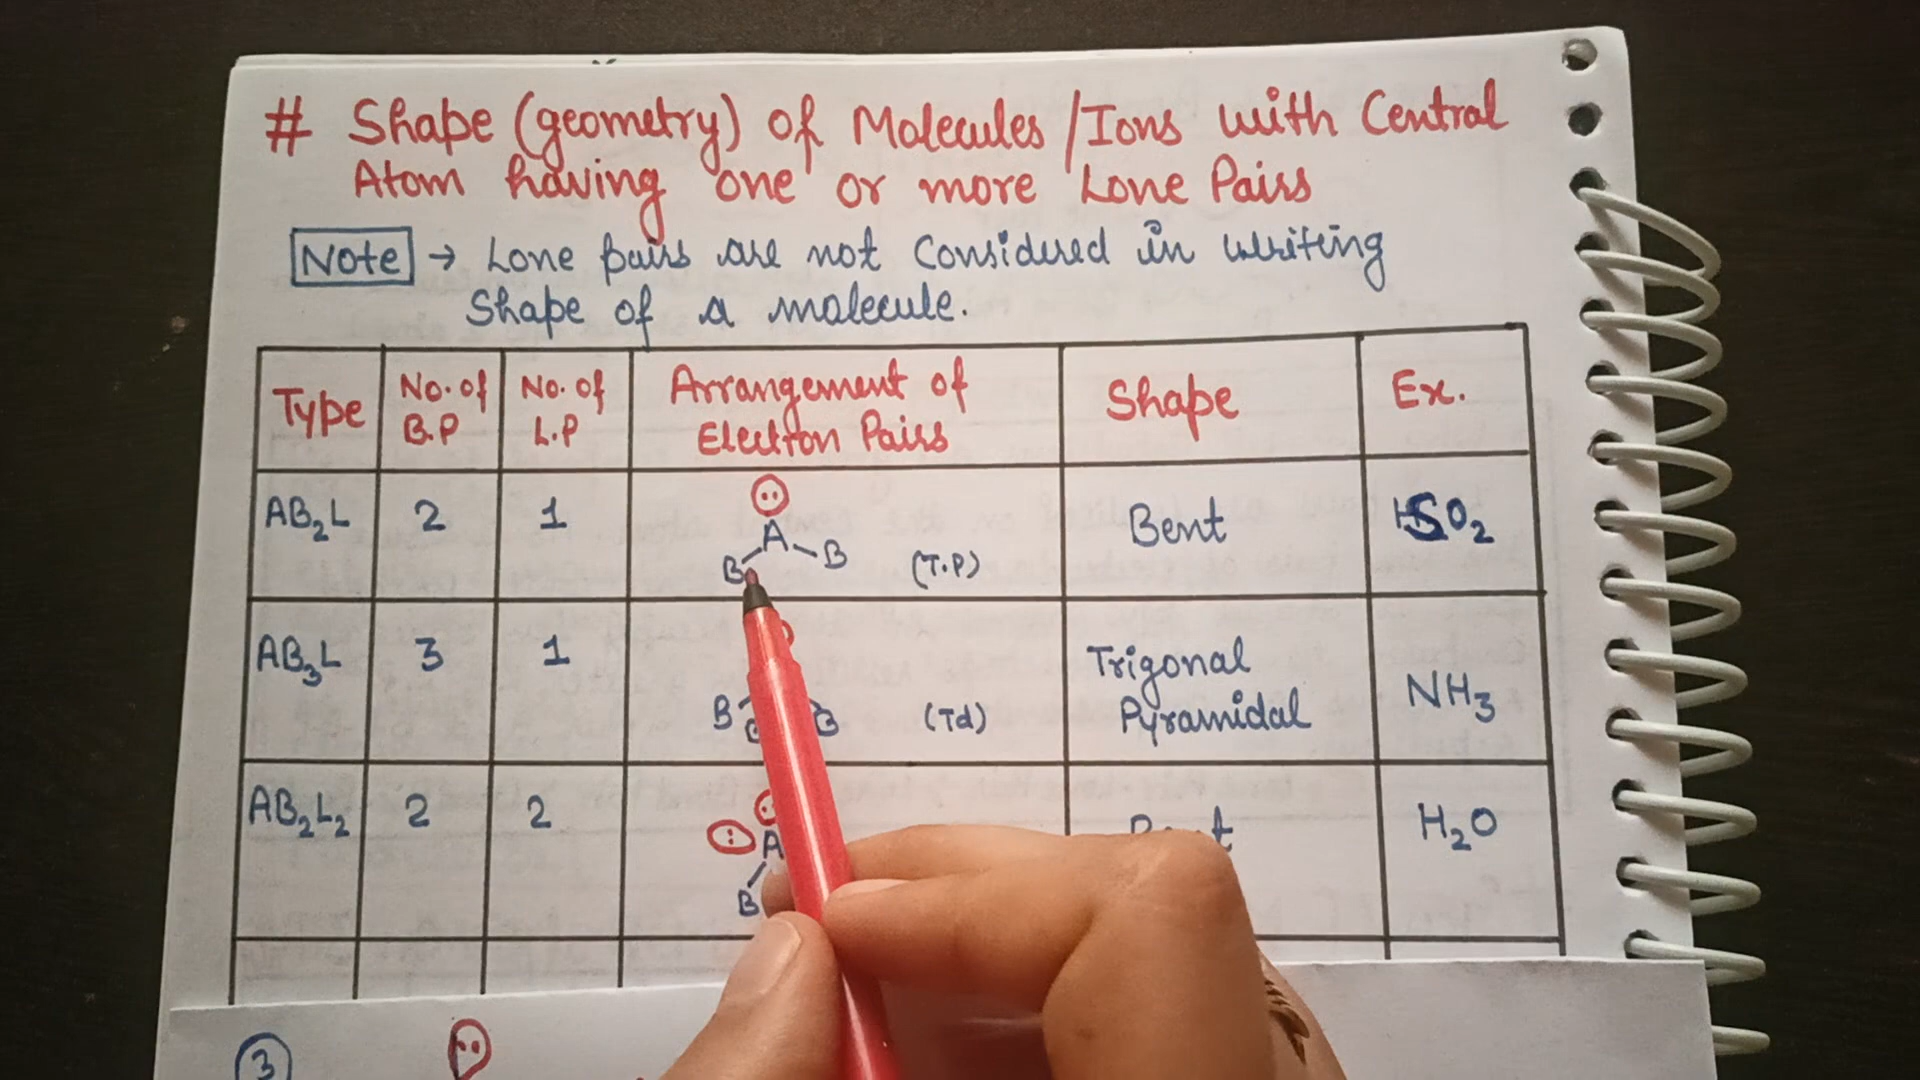 # Shape (geometry) of Molecules/Ions with Central
Atom having one or more Lone Pairs
Note → Lone pairs are not Considered in writing
Shape of a molecule.
Type No. of B.P No. of L.P Arrangement of Electron Pairs Shape Ex.
AB₂L 2 1 A B B (T.P) Bent SO₂
AB₃L 3 1 B B (Td) Trigonal Pyramidal NH₃
AB₂L₂ 2 2 A B H₂O
3